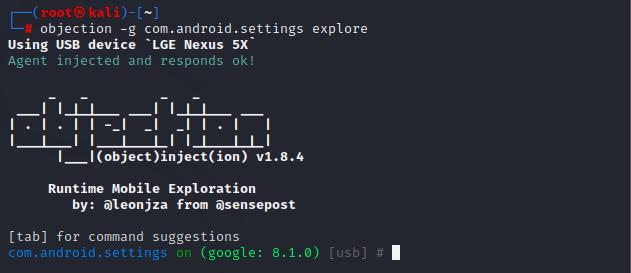 ┌──(root㉿kali)-[~]
└─# objection -g com.android.settings explore
Using USB device `LGE Nexus 5X`
Agent injected and responds ok!
|___|(object)inject(ion) v1.8.4
Runtime Mobile Exploration
by: @leonjza from @sensepost
[tab] for command suggestions
com.android.settings on (google: 8.1.0) [usb] #